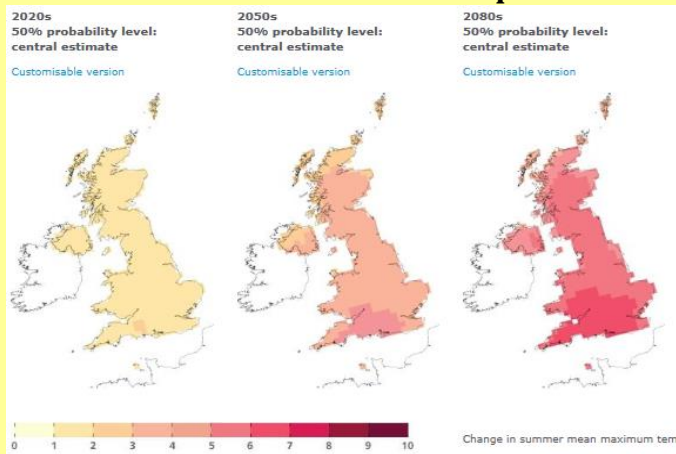 2020s
50% probability level:
central estimate
Customisable version
2050s
50% probability level:
central estimate
Customisable version
2080s
50% probability level:
central estimate
Customisable version
0 1 2 3 4 5 6 7 8 9 10
Change in summer mean maximum tem